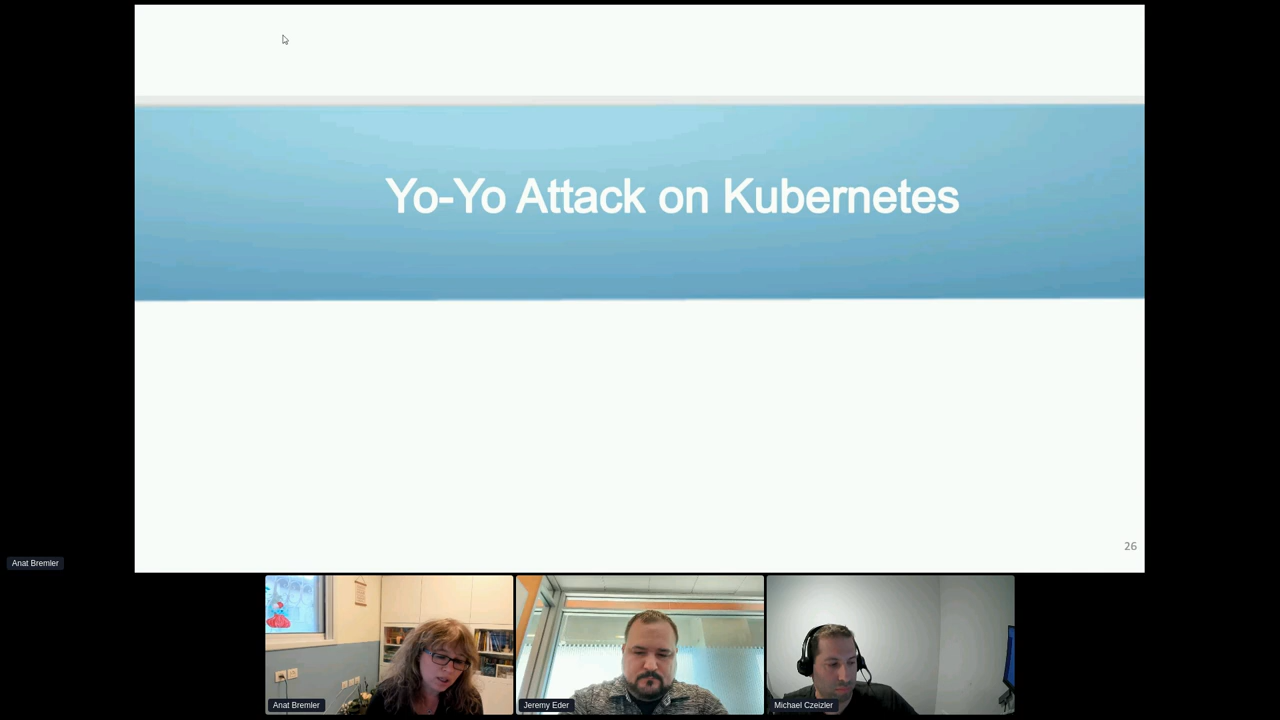 Yo-Yo Attack on Kubernetes
26
Anat Bremler
Anat Bremler
Jeremy Eder
Michael Czeizler